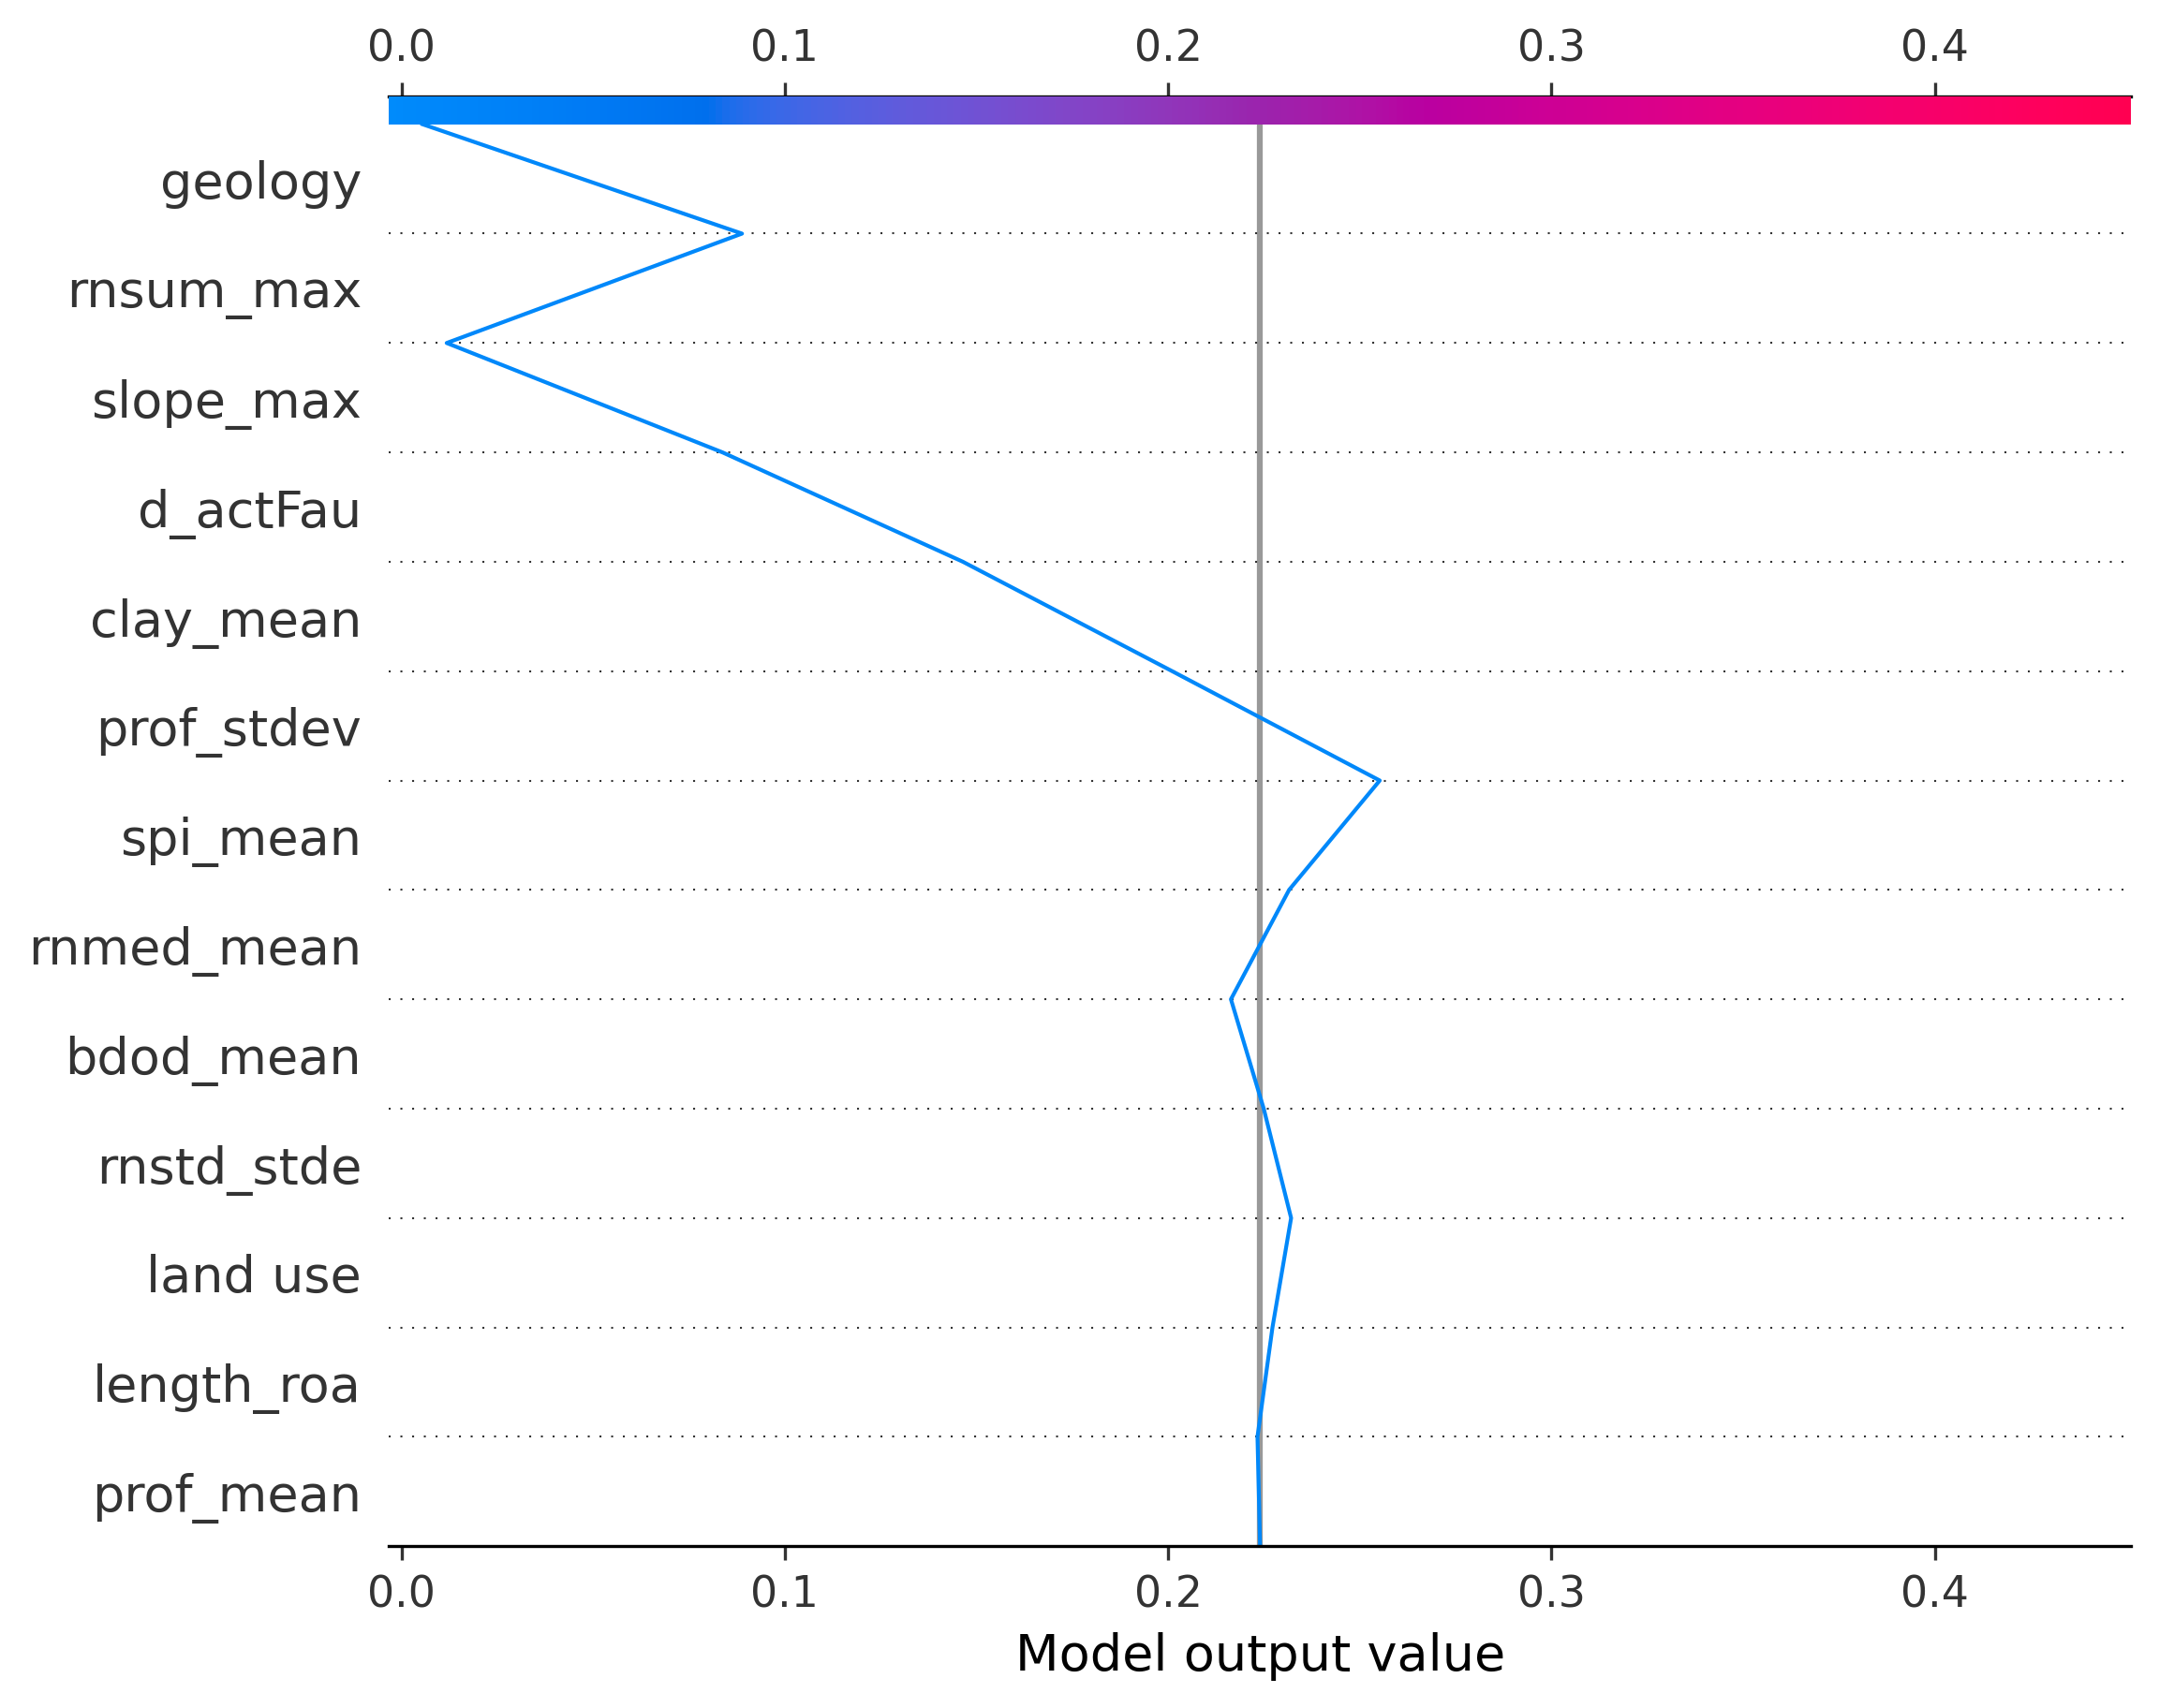 0.0 0.1 0.2 0.3 0.4
geology
rnsum_max
slope_max
d_actFau
clay_mean
prof_stdev
spi_mean
rnmed_mean
bdod_mean
rnstd_stde
land use
length_roa
prof_mean
0.0 0.1 0.2 0.3 0.4
Model output value